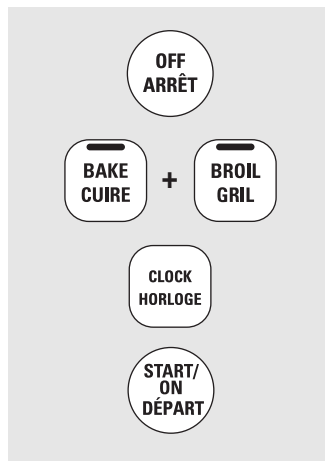 OFF
ARRÊT
BAKE
CUIRE
+
BROIL
GRIL
CLOCK
HORLOGE
START/
ON
DÉPART